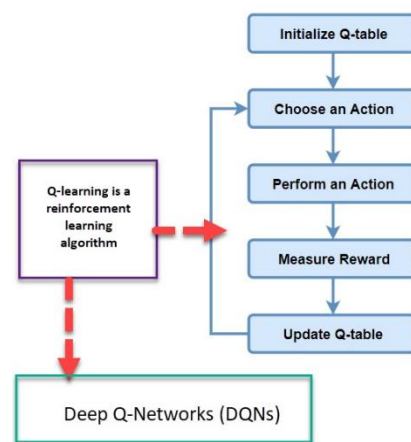 Initialize Q-table
Choose an Action
Q-learning is a
reinforcement
learning
algorithm
Perform an Action
Measure Reward
Update Q-table
Deep Q-Networks (DQNs)